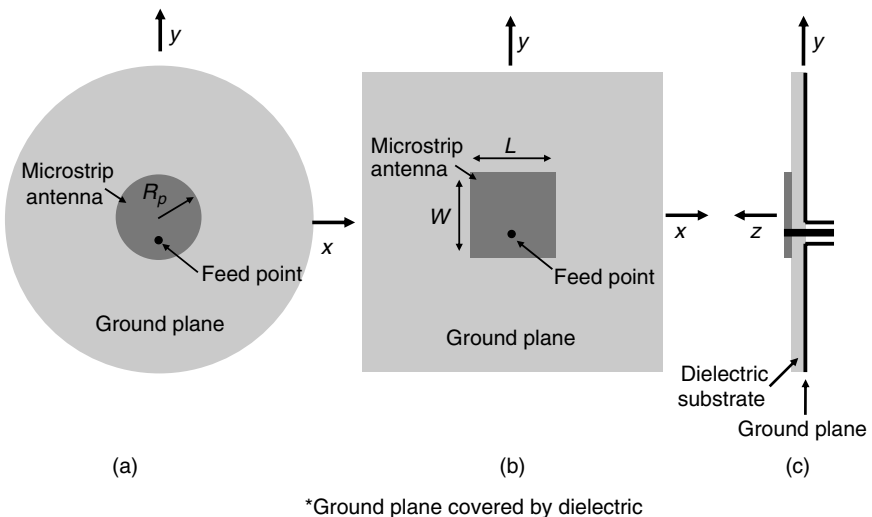 y
Microstrip
antenna
R_p
x
Feed point
Ground plane
(a)
y
Microstrip
antenna
L
W
x
Feed point
Ground plane
(b)
y
z
Dielectric
substrate
Ground plane
(c)
*Ground plane covered by dielectric